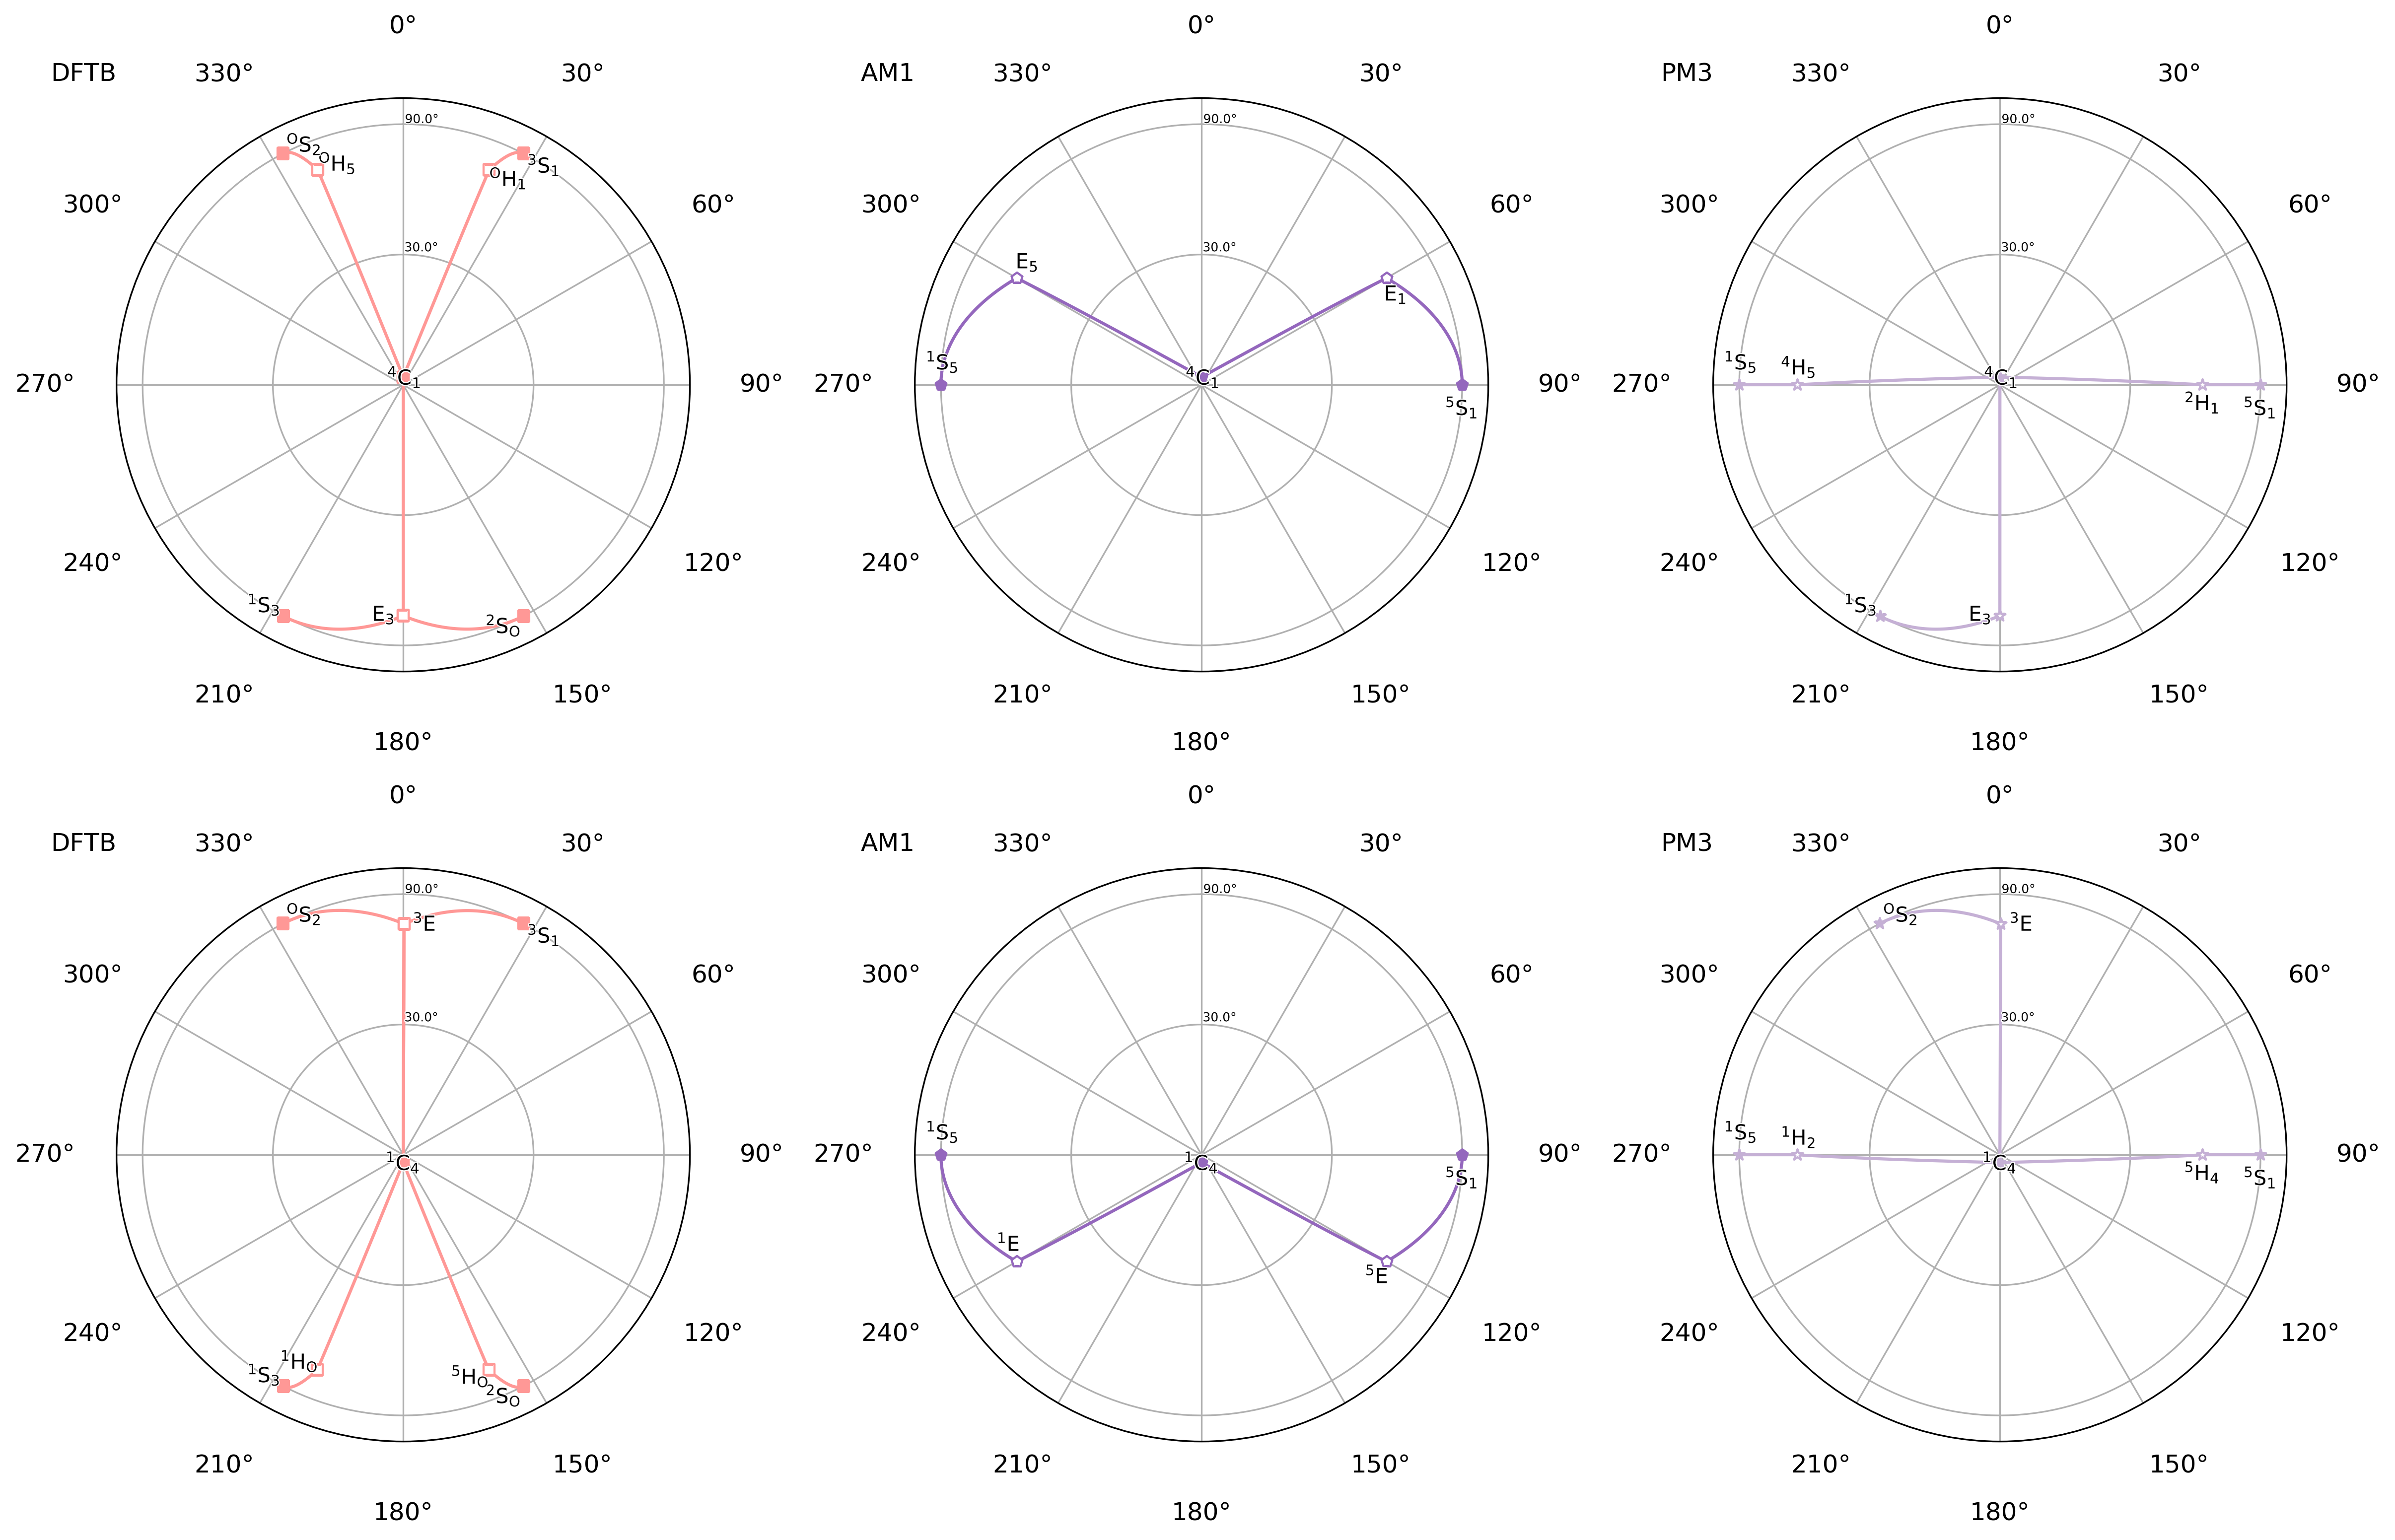 0° 0° 0°
DFTB 330° 30° AM1 330° 30° PM3 330° 30°
90.0° 90.0° 90.0°
ᴼS₂ ᴼH₅ ᴼH₁ ³S₁
300° 60° 300° 60° 300° 60°
30.0° 30.0° 30.0°
E₅ E₁
270° ⁴C₁ 90° 270° ¹S₅ ⁴C₁ ⁵S₁ 90° 270° ¹S₅ ⁴H₅ ⁴C₁ ²H₁ ⁵S₁ 90°
240° 120° 240° 120° 240° 120°
¹S₃ E₃ ²Sₒ ¹S₃ E₃
210° 150° 210° 150° 210° 150°
180° 180° 180°
0° 0° 0°
DFTB 330° 30° AM1 330° 30° PM3 330° 30°
90.0° 90.0° 90.0°
ᴼS₂ ³E ³S₁ ᴼS₂ ³E
300° 60° 300° 60° 300° 60°
30.0° 30.0° 30.0°
270° ¹C₄ 90° 270° ¹S₅ ¹C₄ ⁵S₁ 90° 270° ¹S₅ ¹H₂ ¹C₄ ⁵H₄ ⁵S₁ 90°
¹E ⁵E
240° 120° 240° 120° 240° 120°
¹S₃ ¹Hₒ ⁵Hₒ ²Sₒ
210° 150° 210° 150° 210° 150°
180° 180° 180°